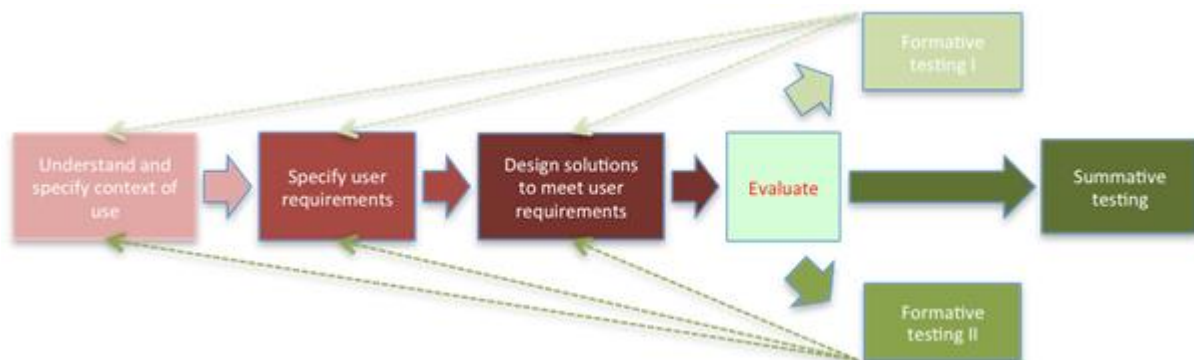 Formative
testing I
Understand and
specify context of
use
Specify user
requirements
Design solutions
to meet user
requirements
Evaluate
Summative
testing
Formative
testing II